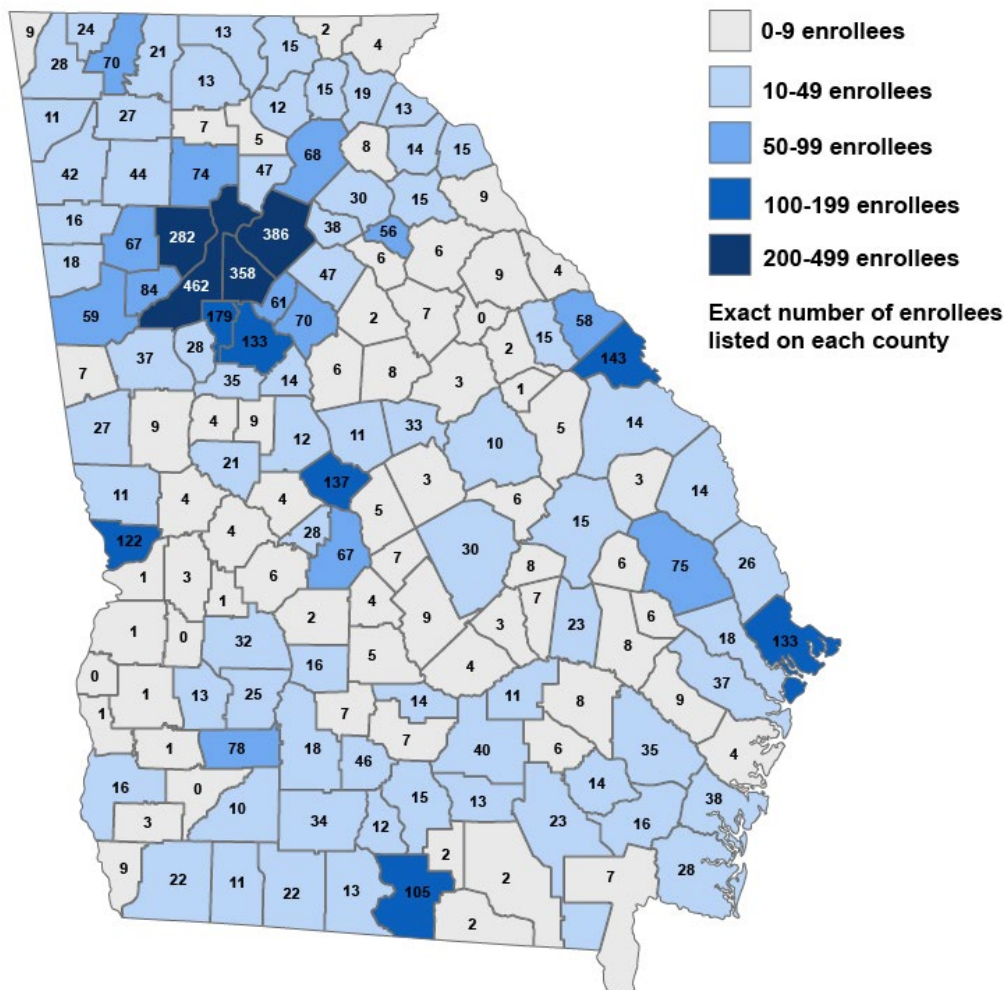 0-9 enrollees
10-49 enrollees
50-99 enrollees
100-199 enrollees
200-499 enrollees
Exact number of enrollees
listed on each county
9 24 13 2
28 70 21 15 4
13 12 15 19 13
11 27 7 5
68 8 14 15
42 44 74 47
30 15 9
16 67 282 386 38 56
18 6 6
84 462 358 47 9 4
59 179 61 70 2 7 0 58
133 15
7 37 28 2 143
35 14 6 8 3 1
27 9 4 9 12 11 33 10 5 14
21
11 4 4 137 3 6 3 14
122 4 28 5 15
67 7 30 8 6 75 26
1 3 6
1 4 9 7
1 0 32 2 3 23 8 6 18 133
0 16 5 4
1 13 25 14 11 8 9 37
1 7
1 78 18 7 40 6 35 4
16 0 46 14
3 10 34 12 15 13 23 16 38
9 22 11 22 13 105 2 2 7 28
2